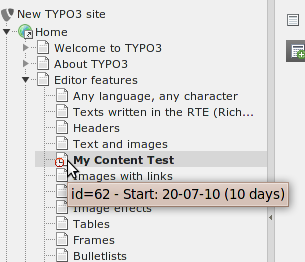 New TYPO3 site
Home
Welcome to TYPO3
About TYPO3
Editor features
Any language, any character
Texts written in the RTE (Rich...
Headers
Text and images
My Content Test
Images with links
id=62 - Start: 20-07-10 (10 days)
Image effects
Tables
Frames
Bulletlists